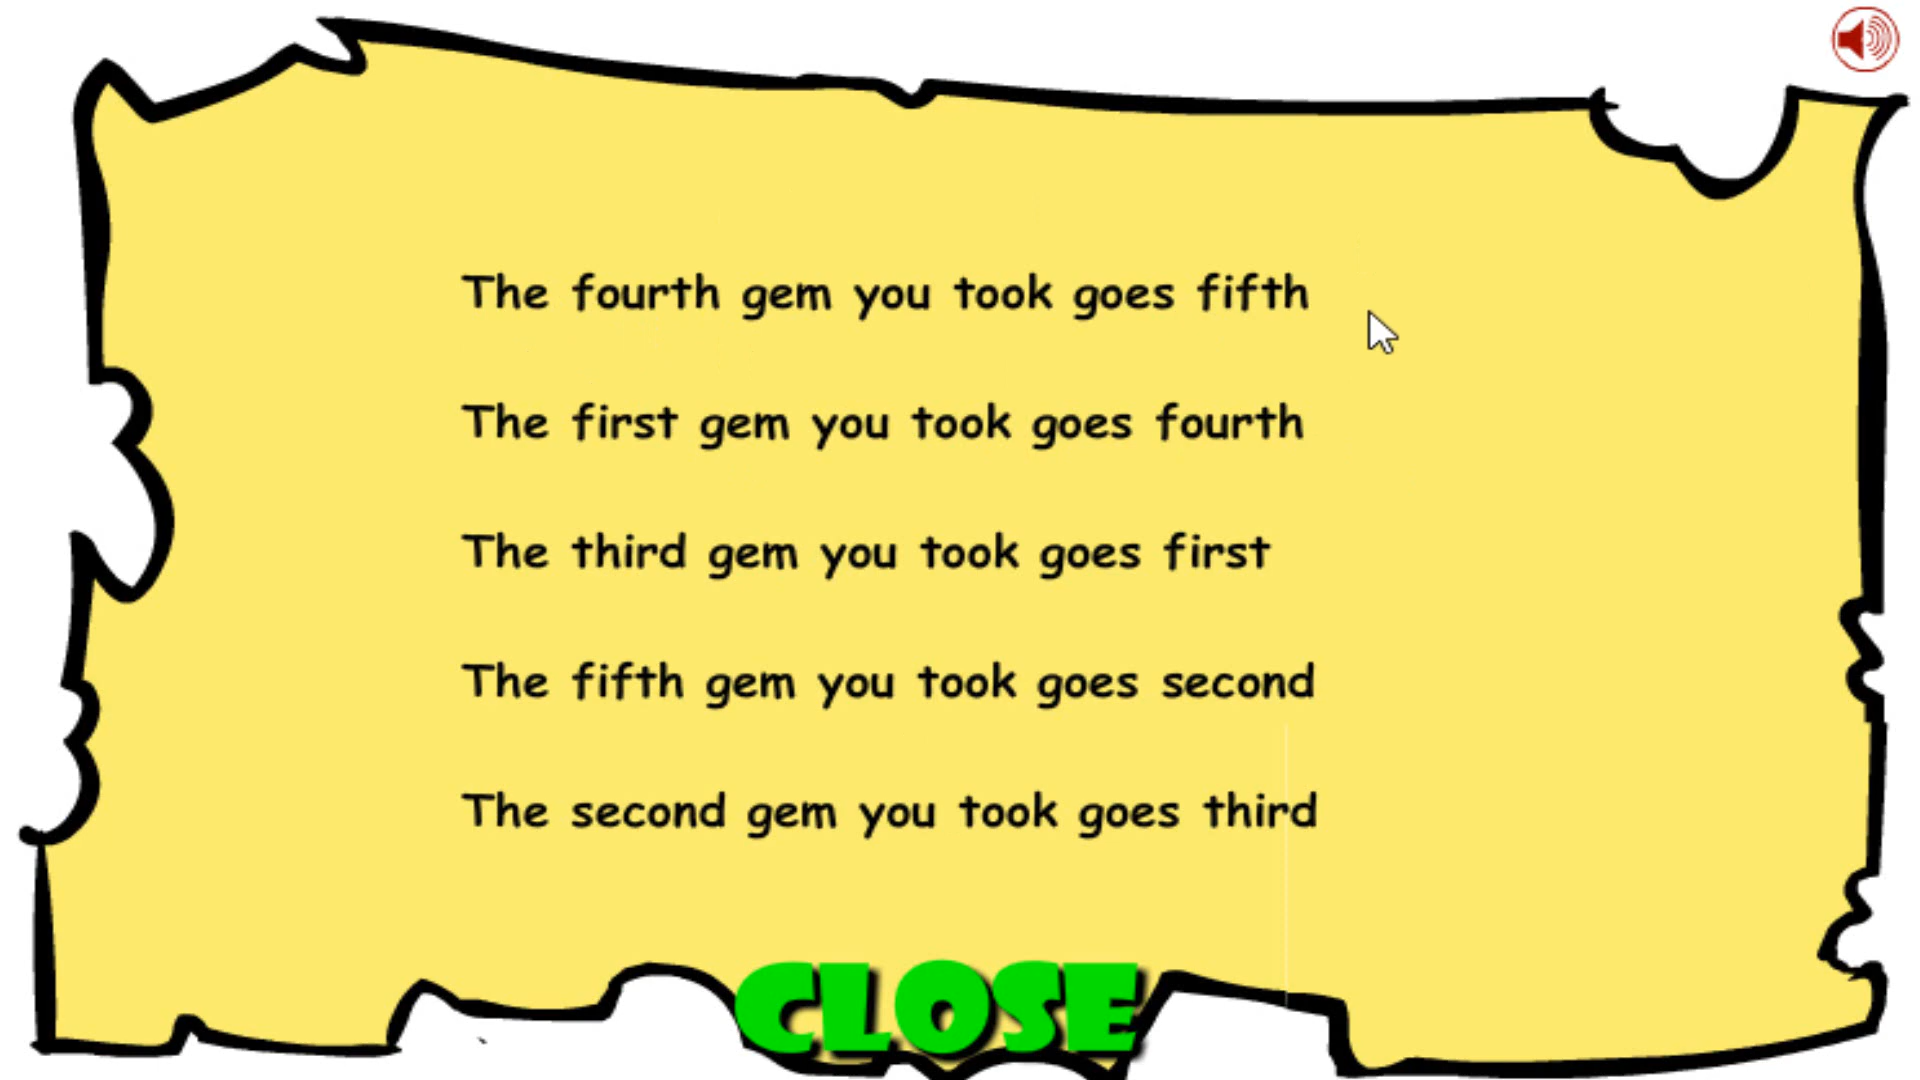 The fourth gem you took goes fifth
The first gem you took goes fourth
The third gem you took goes first
The fifth gem you took goes second
The second gem you took goes third
CLOSE